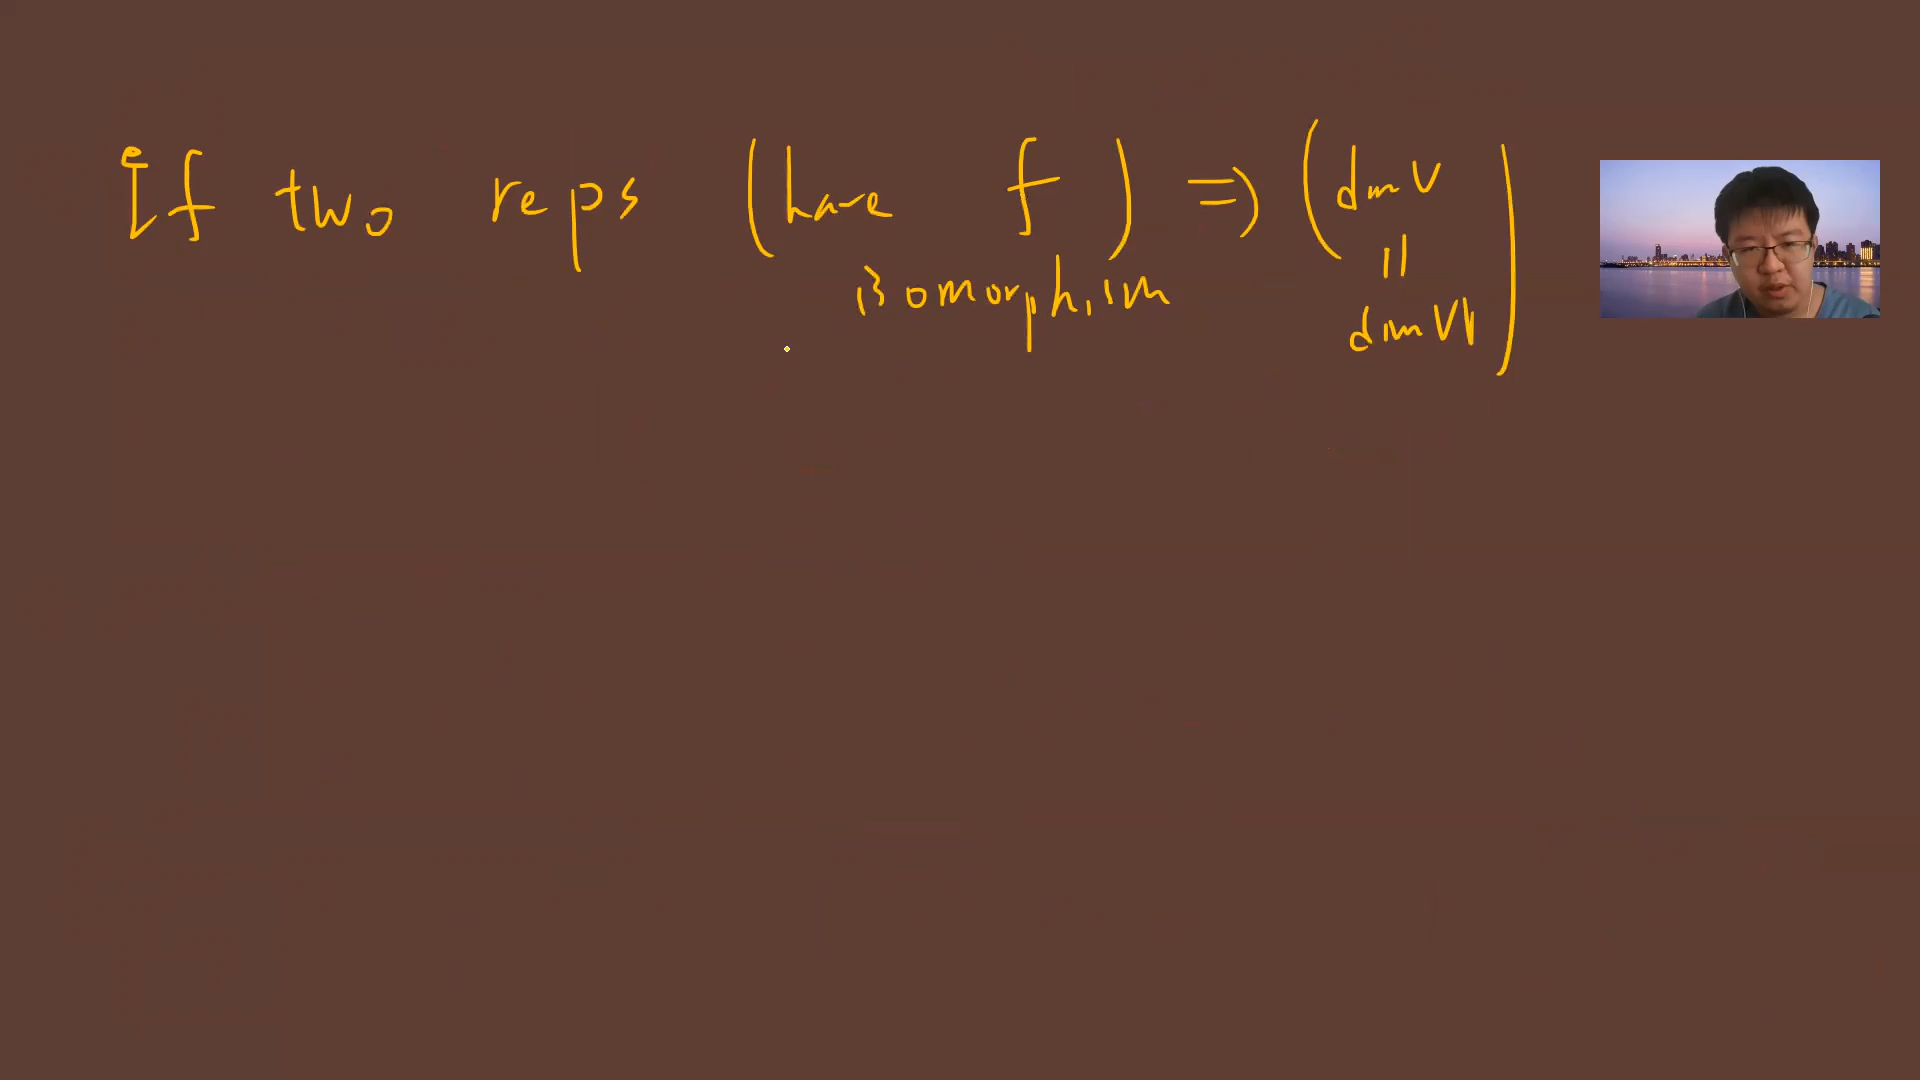 If two reps (have f) => (dim V
isomorphism
||
dim W)